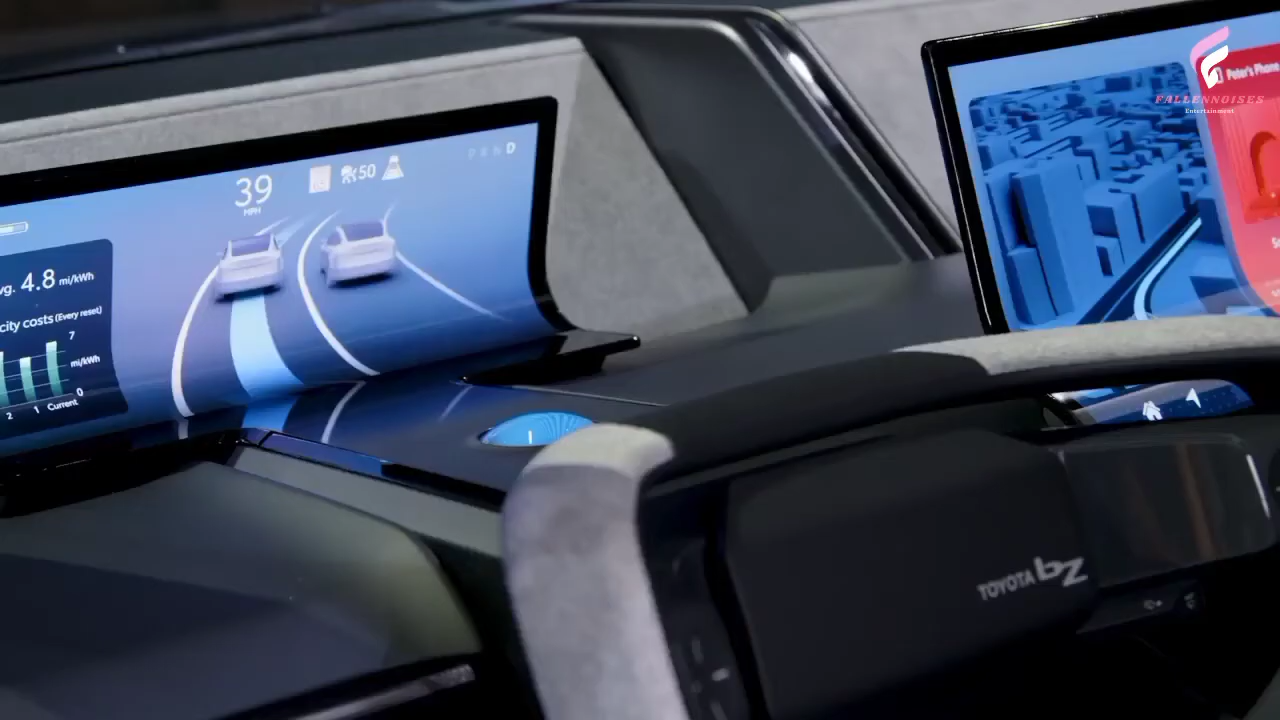 39
MPH
50
P R N D
vg. 4.8 mi/kWh
city costs (Every reset)
7
mi/kWh
0
2 1 Current
Peter's Phone
FALLENNOISES
Entertainment
TOYOTA bZ